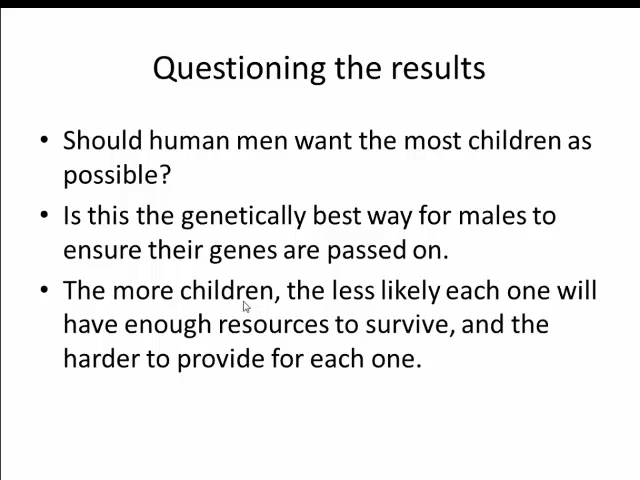 Questioning the results
• Should human men want the most children as
possible?
• Is this the genetically best way for males to
ensure their genes are passed on.
• The more children, the less likely each one will
have enough resources to survive, and the
harder to provide for each one.